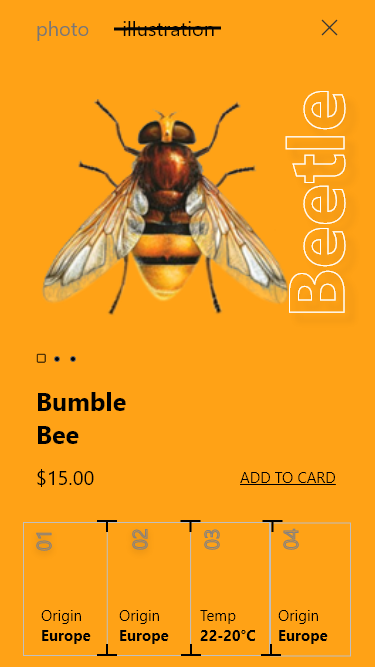 photo illustration
Beetle
Bumble
Bee
$15.00 ADD TO CARD
01 02 03 04
Origin Origin Temp Origin
Europe Europe 22-20°C Europe